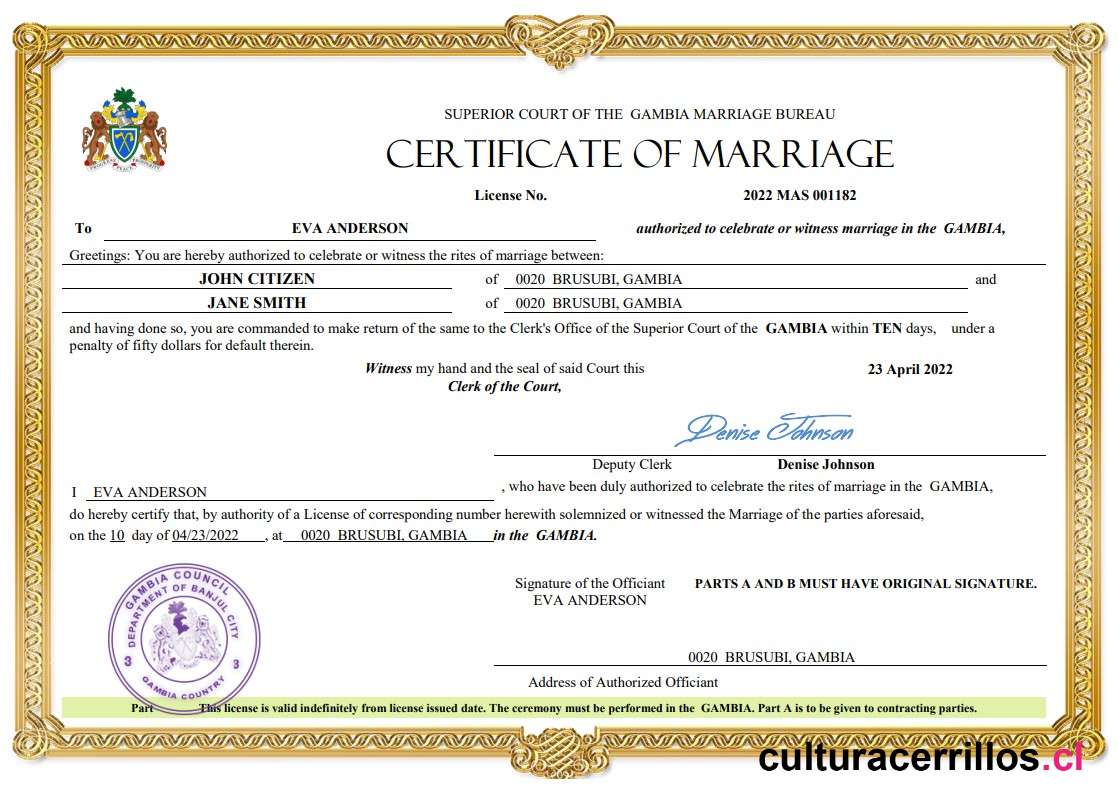 SUPERIOR COURT OF THE GAMBIA MARRIAGE BUREAU
CERTIFICATE OF MARRIAGE
License No. 2022 MAS 001182
To EVA ANDERSON authorized to celebrate or witness marriage in the GAMBIA,
Greetings: You are hereby authorized to celebrate or witness the rites of marriage between:
JOHN CITIZEN of 0020 BRUSUBI, GAMBIA and
JANE SMITH of 0020 BRUSUBI, GAMBIA
and having done so, you are commanded to make return of the same to the Clerk's Office of the Superior Court of the GAMBIA within TEN days, under a
penalty of fifty dollars for default therein.
Witness my hand and the seal of said Court this 23 April 2022
Clerk of the Court,
Denise Johnson
Deputy Clerk Denise Johnson
I EVA ANDERSON , who have been duly authorized to celebrate the rites of marriage in the GAMBIA,
do hereby certify that, by authority of a License of corresponding number herewith solemnized or witnessed the Marriage of the parties aforesaid,
on the 10 day of 04/23/2022 , at 0020 BRUSUBI, GAMBIA in the GAMBIA.
GAMBIA COUNCIL
DEPARTMENT OF BANJUL CITY
3 3
GAMBIA COUNTRY
Signature of the Officiant PARTS A AND B MUST HAVE ORIGINAL SIGNATURE.
EVA ANDERSON
0020 BRUSUBI, GAMBIA
Address of Authorized Officiant
Part This license is valid indefinitely from license issued date. The ceremony must be performed in the GAMBIA. Part A is to be given to contracting parties.
culturacerrillos.cl